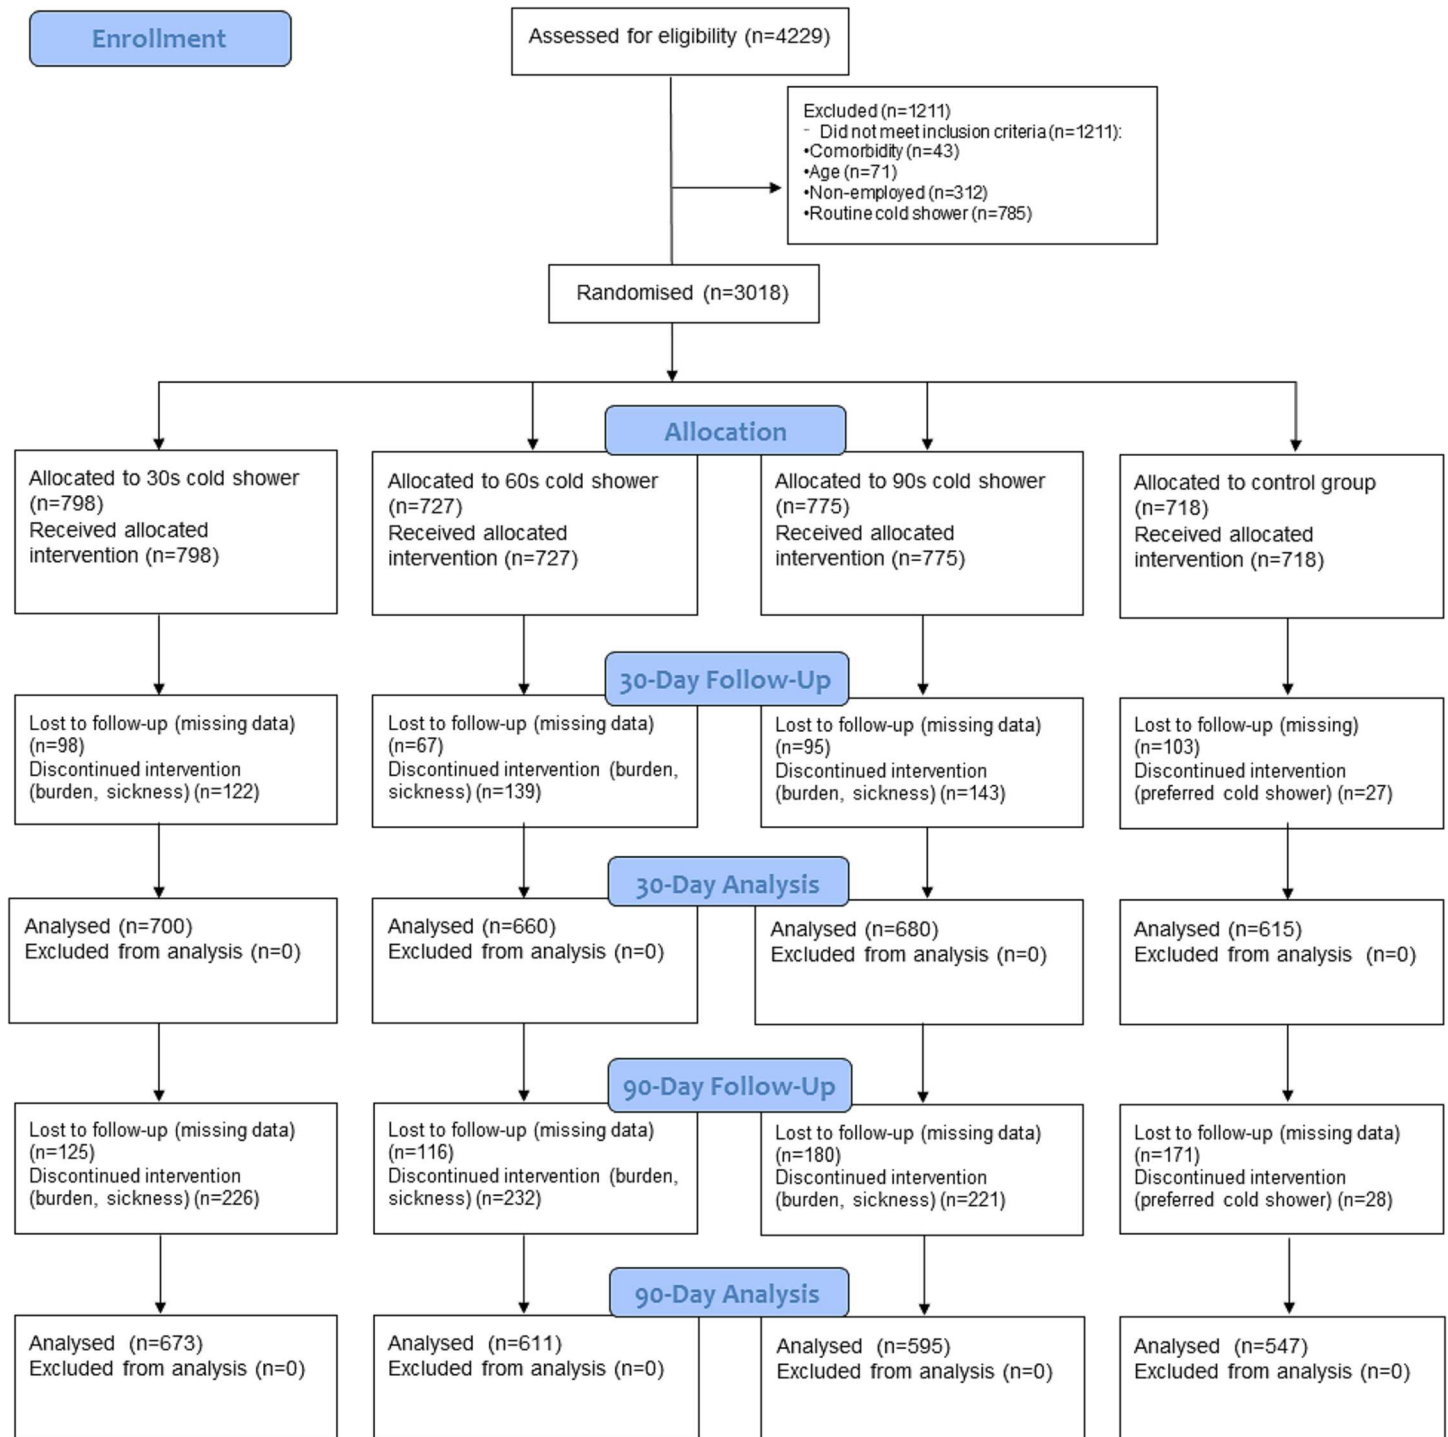 Enrollment
Assessed for eligibility (n=4229)
Excluded (n=1211)
- Did not meet inclusion criteria (n=1211):
•Comorbidity (n=43)
•Age (n=71)
•Non-employed (n=312)
•Routine cold shower (n=785)
Randomised (n=3018)
Allocation
Allocated to 30s cold shower
(n=798)
Received allocated
intervention (n=798)
Allocated to 60s cold shower
(n=727)
Received allocated
intervention (n=727)
Allocated to 90s cold shower
(n=775)
Received allocated
intervention (n=775)
Allocated to control group
(n=718)
Received allocated
intervention (n=718)
30-Day Follow-Up
Lost to follow-up (missing data)
(n=98)
Discontinued intervention
(burden, sickness) (n=122)
Lost to follow-up (missing data)
(n=67)
Discontinued intervention (burden,
sickness) (n=139)
Lost to follow-up (missing data)
(n=95)
Discontinued intervention
(burden, sickness) (n=143)
Lost to follow-up (missing)
(n=103)
Discontinued intervention
(preferred cold shower) (n=27)
30-Day Analysis
Analysed (n=700)
Excluded from analysis (n=0)
Analysed (n=660)
Excluded from analysis (n=0)
Analysed (n=680)
Excluded from analysis (n=0)
Analysed (n=615)
Excluded from analysis (n=0)
90-Day Follow-Up
Lost to follow-up (missing data)
(n=125)
Discontinued intervention
(burden, sickness) (n=226)
Lost to follow-up (missing data)
(n=116)
Discontinued intervention (burden,
sickness) (n=232)
Lost to follow-up (missing data)
(n=180)
Discontinued intervention
(burden, sickness) (n=221)
Lost to follow-up (missing data)
(n=171)
Discontinued intervention
(preferred cold shower) (n=28)
90-Day Analysis
Analysed (n=673)
Excluded from analysis (n=0)
Analysed (n=611)
Excluded from analysis (n=0)
Analysed (n=595)
Excluded from analysis (n=0)
Analysed (n=547)
Excluded from analysis (n=0)